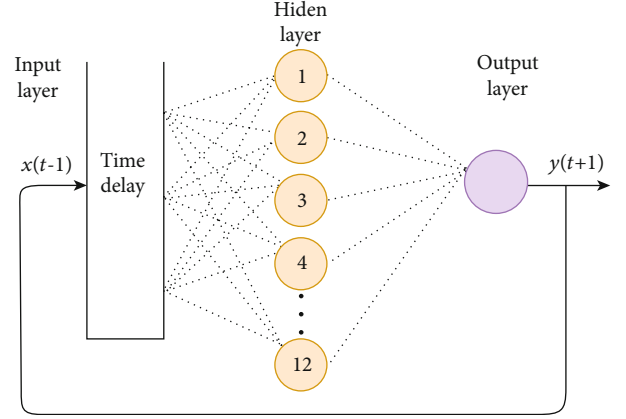 Hiden
layer
Input
layer
Output
layer
x(t-1)
Time
delay
1
2
3
4
12
y(t+1)